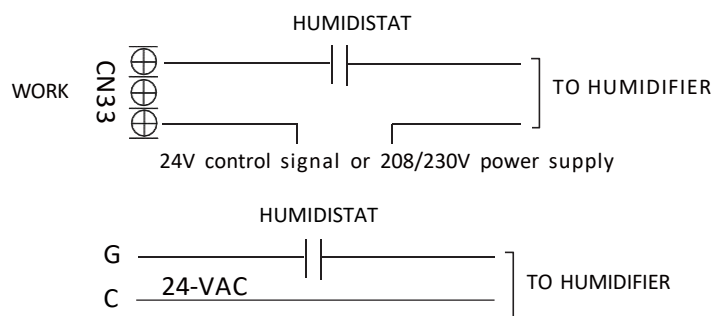 HUMIDISTAT
WORK
CN33
TO HUMIDIFIER
24V control signal or 208/230V power supply
HUMIDISTAT
G
24-VAC
C
TO HUMIDIFIER